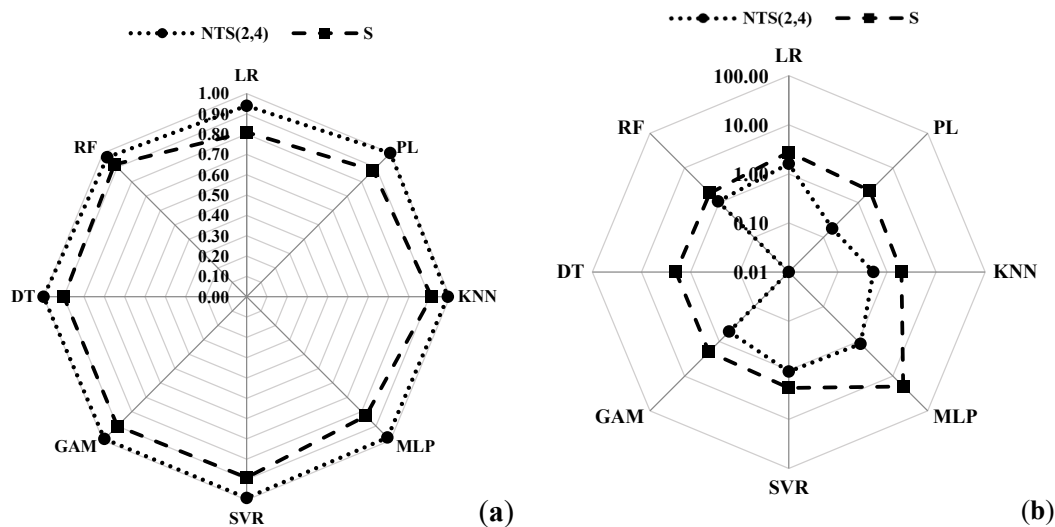 NTS(2,4) S
LR
1.00
0.90
0.80
0.70
0.60
0.50
0.40
0.30
0.20
0.10
0.00
RF
PL
DT
KNN
GAM
MLP
SVR
(a)
NTS(2,4) S
LR
100.00
10.00
1.00
0.10
0.01
RF
PL
DT
KNN
GAM
MLP
SVR
(b)